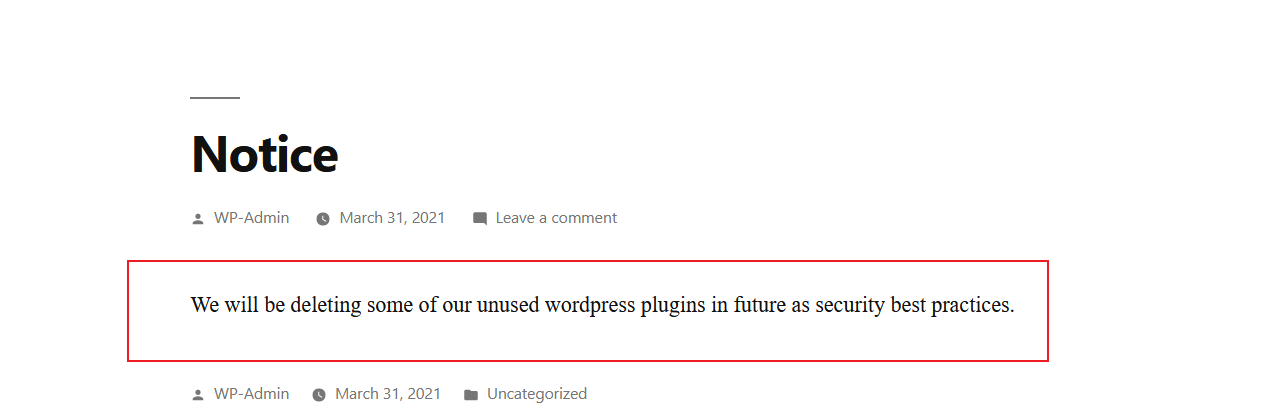 Notice
WP-Admin March 31, 2021 Leave a comment
We will be deleting some of our unused wordpress plugins in future as security best practices.
WP-Admin March 31, 2021 Uncategorized